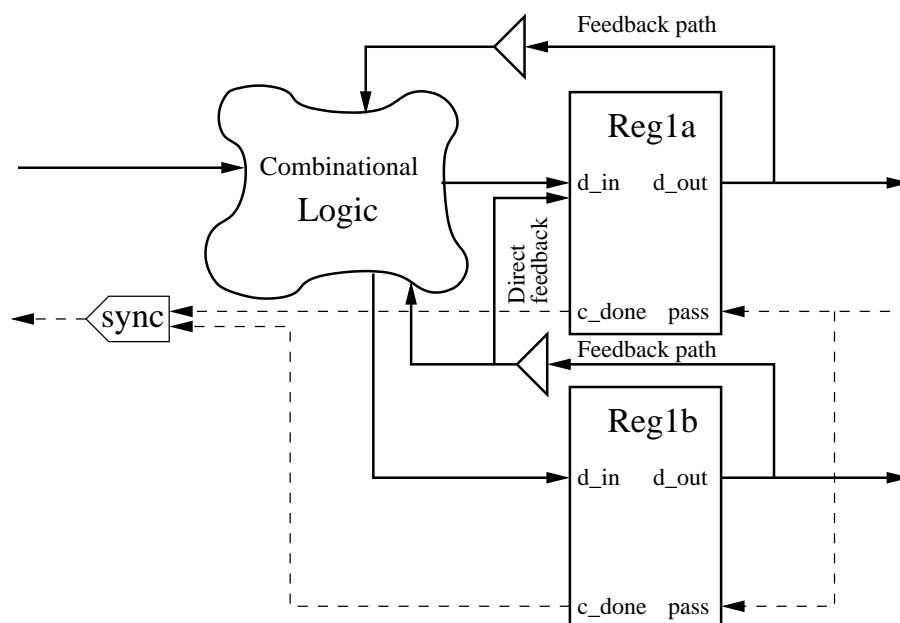 Feedback path
Reg1a
Combinational
Logic
d_in d_out
Direct
feedback
sync
c_done pass
Feedback path
Reg1b
d_in d_out
c_done pass